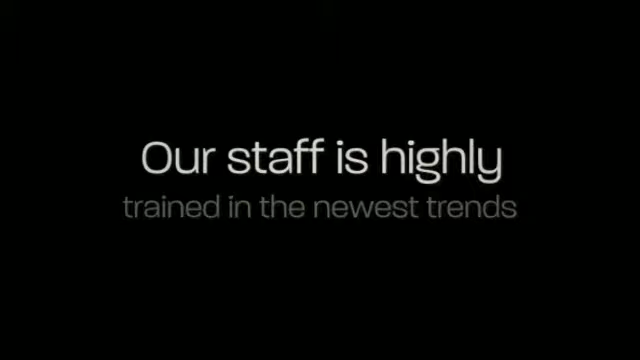 Our staff is highly
trained in the newest trends